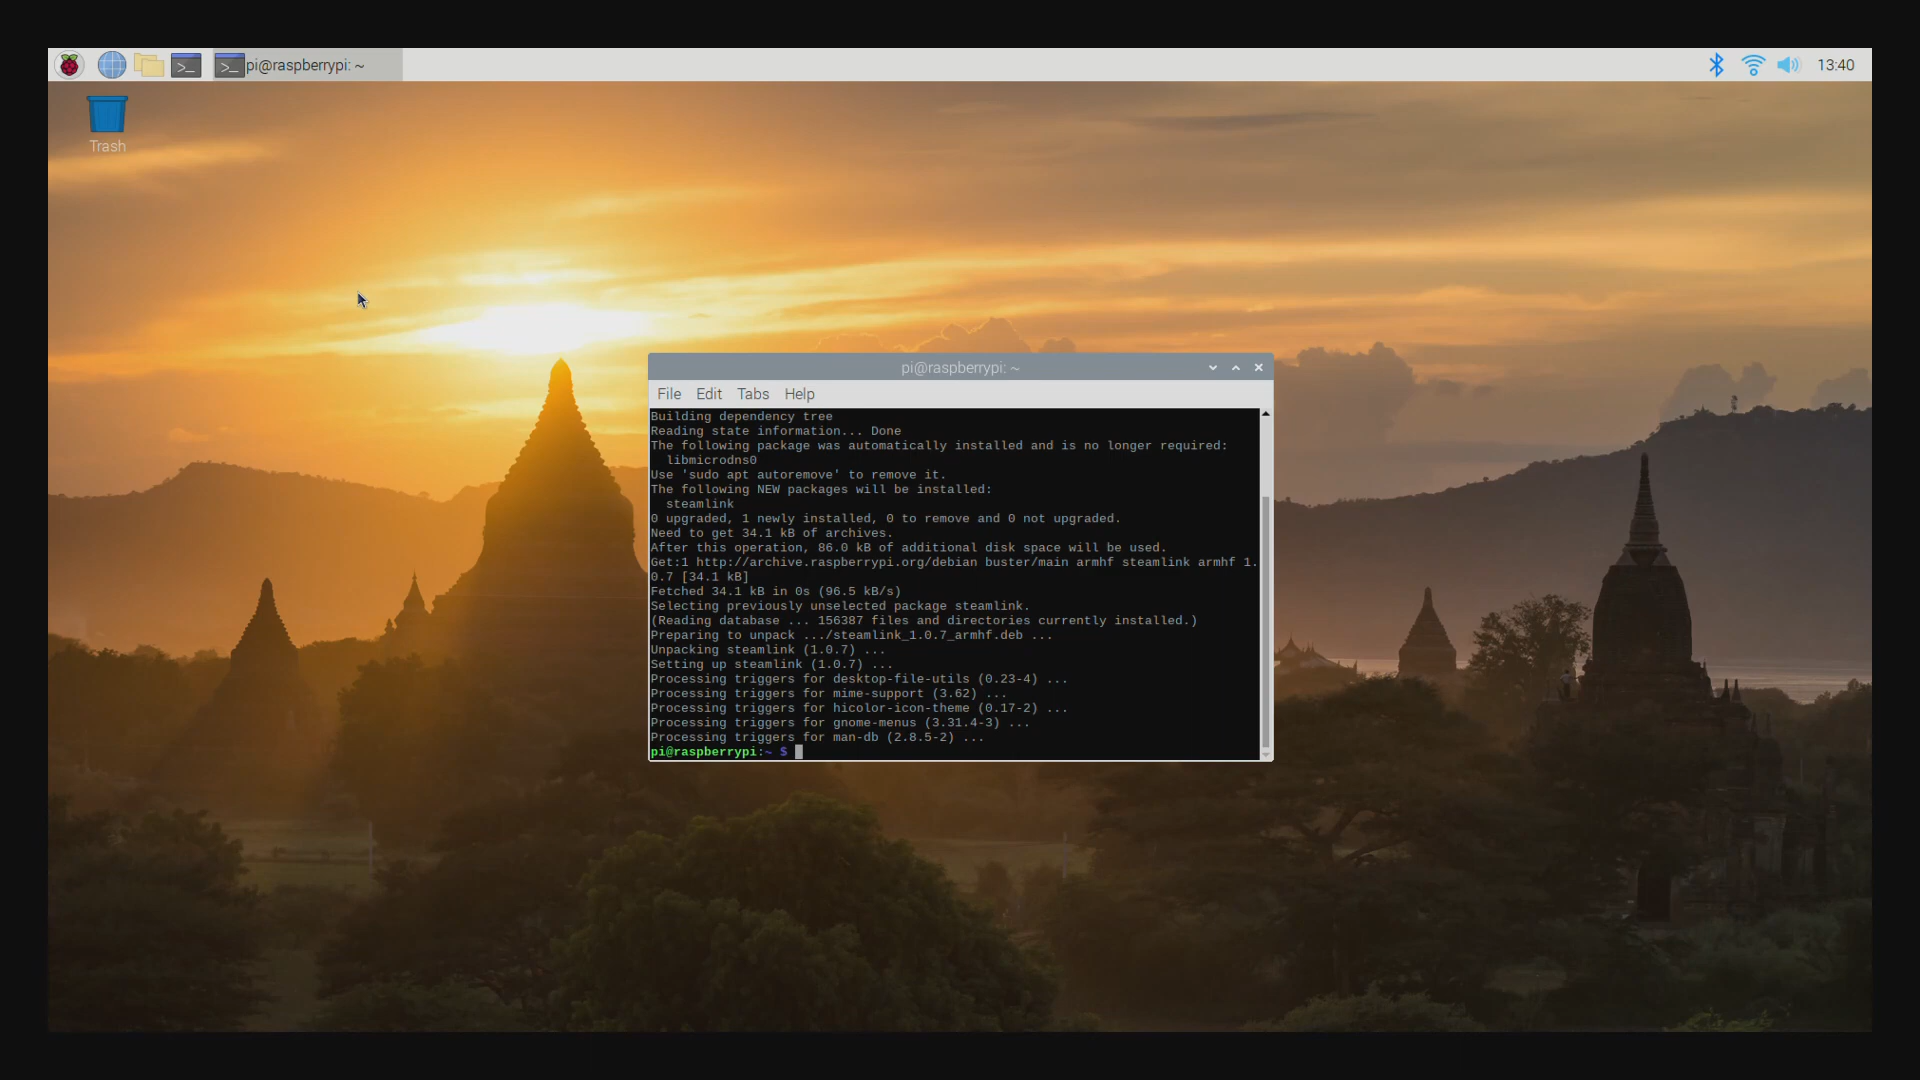 pi@raspberrypi: ~
13:40
Trash
pi@raspberrypi: ~
File Edit Tabs Help
Building dependency tree
Reading state information... Done
The following package was automatically installed and is no longer required:
libmicrodns0
Use 'sudo apt autoremove' to remove it.
The following NEW packages will be installed:
steamlink
0 upgraded, 1 newly installed, 0 to remove and 0 not upgraded.
Need to get 34.1 kB of archives.
After this operation, 86.0 kB of additional disk space will be used.
Get:1 http://archive.raspberrypi.org/debian buster/main armhf steamlink armhf 1.
0.7 [34.1 kB]
Fetched 34.1 kB in 0s (96.5 kB/s)
Selecting previously unselected package steamlink.
(Reading database ... 156387 files and directories currently installed.)
Preparing to unpack .../steamlink_1.0.7_armhf.deb ...
Unpacking steamlink (1.0.7) ...
Setting up steamlink (1.0.7) ...
Processing triggers for desktop-file-utils (0.23-4) ...
Processing triggers for mime-support (3.62) ...
Processing triggers for hicolor-icon-theme (0.17-2) ...
Processing triggers for gnome-menus (3.31.4-3) ...
Processing triggers for man-db (2.8.5-2) ...
pi@raspberrypi:~ $